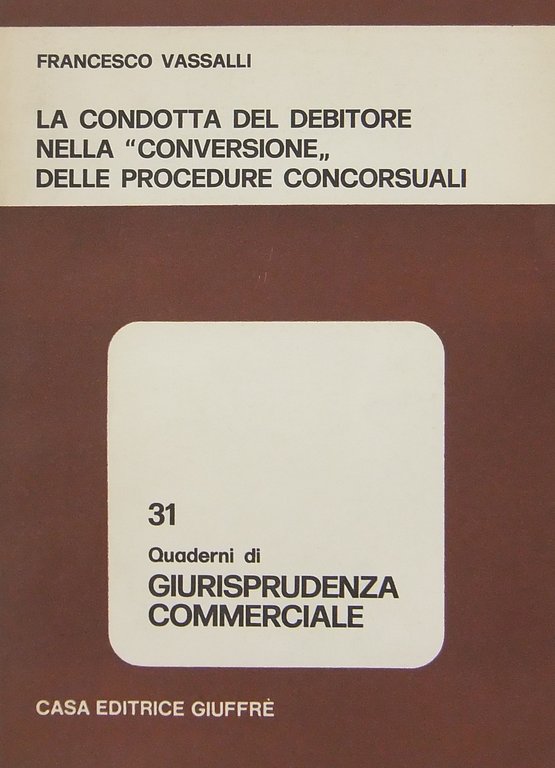 FRANCESCO VASSALLI
LA CONDOTTA DEL DEBITORE
NELLA “CONVERSIONE„
DELLE PROCEDURE CONCORSUALI
31
Quaderni di
GIURISPRUDENZA
COMMERCIALE
CASA EDITRICE GIUFFRÈ